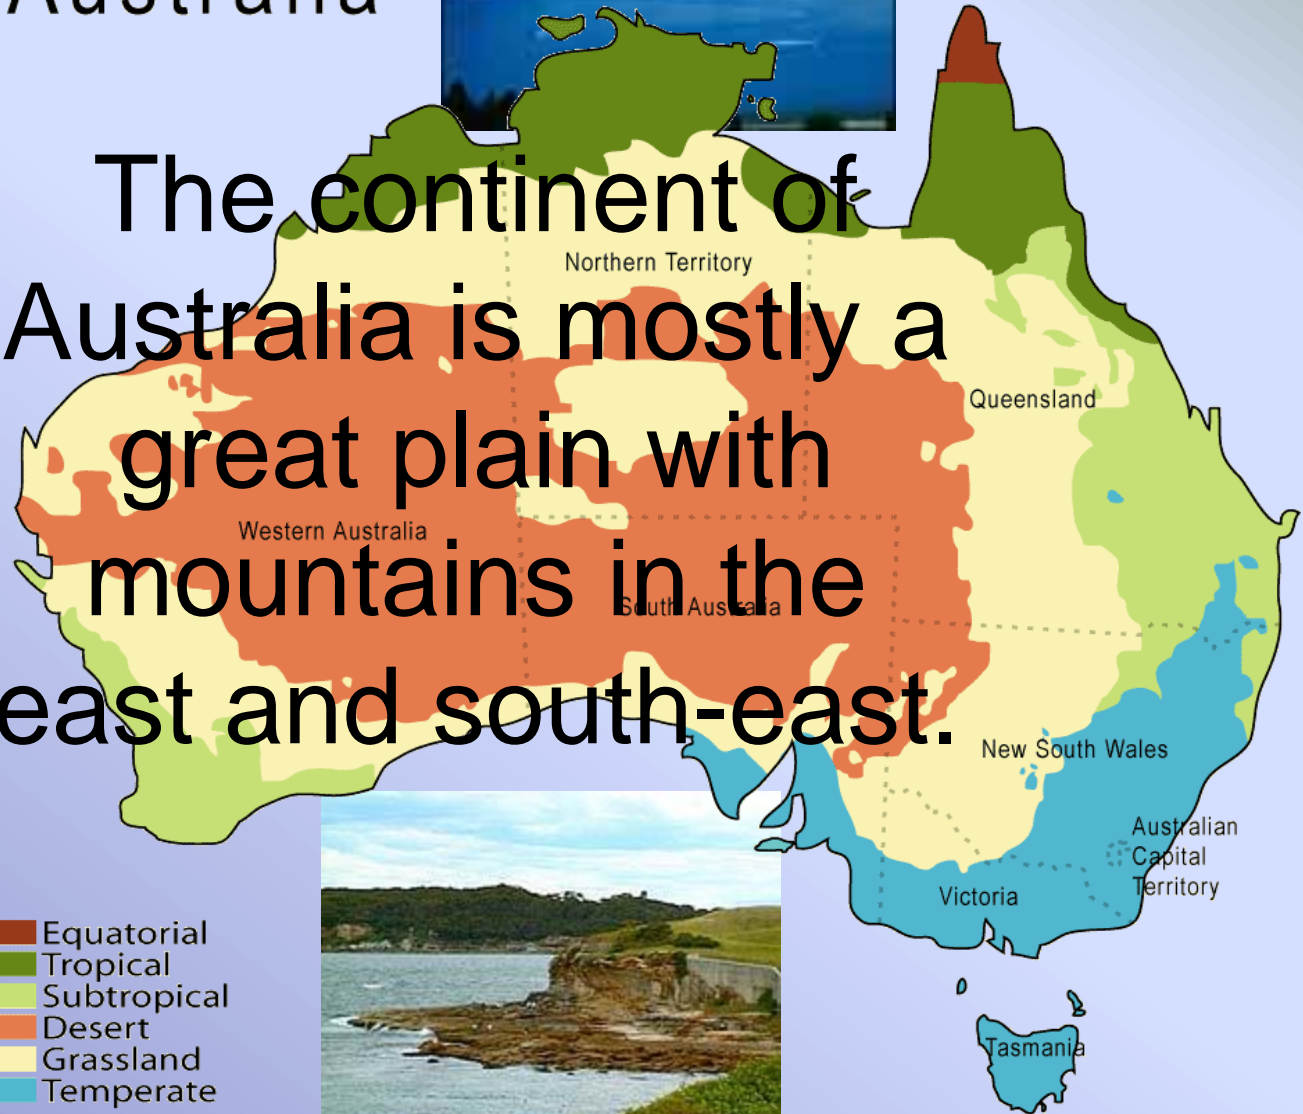 Australia
The continent of
Australia is mostly a
great plain with
mountains in the
east and south-east.
Northern Territory
Queensland
Western Australia
South Australia
New South Wales
Australian
Capital
Territory
Victoria
Tasmania
Equatorial
Tropical
Subtropical
Desert
Grassland
Temperate